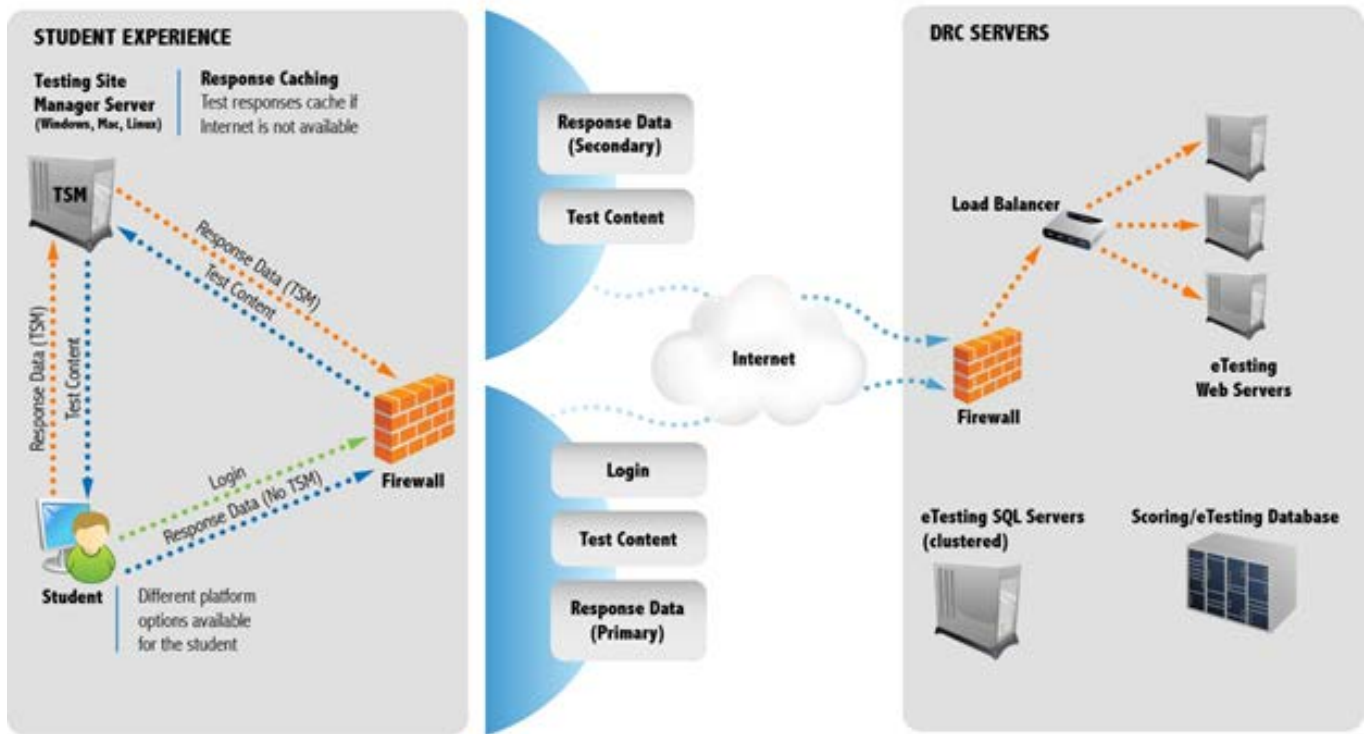 STUDENT EXPERIENCE
Testing Site
Manager Server
(Windows, Mac, Linux)
Response Caching
Test responses cache if
Internet is not available
TSM
Response Data (TSM)
Test Content
Response Data (TSM)
Test Content
Login
Response Data (No TSM)
Firewall
Student
Different platform
options available
for the student
Response Data
(Secondary)
Test Content
Internet
Login
Test Content
Response Data
(Primary)
DRC SERVERS
Load Balancer
Firewall
eTesting
Web Servers
eTesting SQL Servers
(clustered)
Scoring/eTesting Database